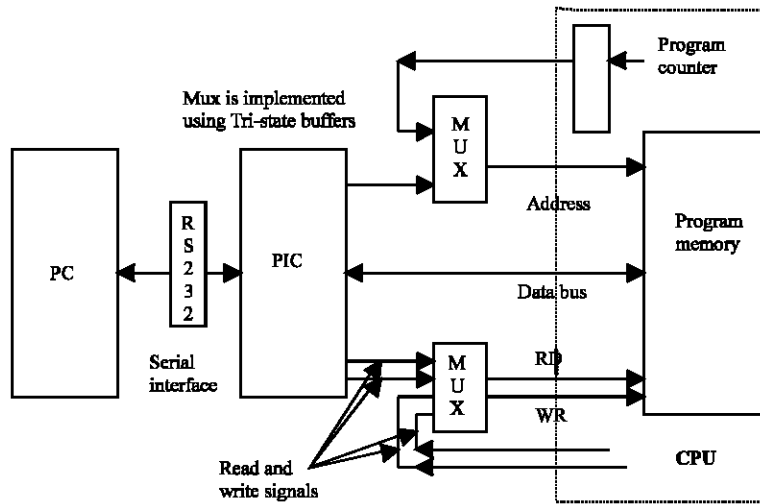 Program
counter
Mux is implemented
using Tri-state buffers
M
U
X
Address
Program
memory
PC
R
S
2
3
2
PIC
Data bus
Serial
interface
M
U
X
RD
WR
Read and
write signals
CPU